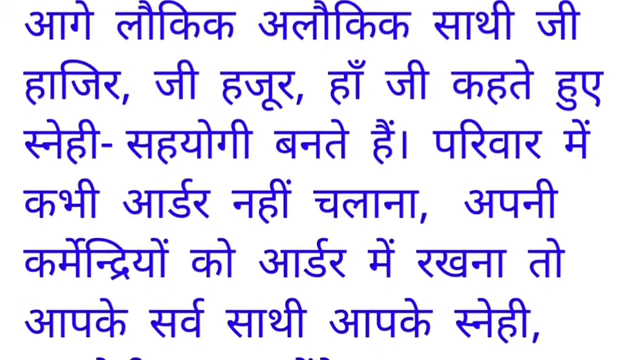 आगे लौकिक अलौकिक साथी जी
हाजिर, जी हजूर, हाँ जी कहते हुए
स्नेही- सहयोगी बनते हैं। परिवार में
कभी आर्डर नहीं चलाना, अपनी
कर्मेन्द्रियों को आर्डर में रखना तो
आपके सर्व साथी आपके स्नेही,